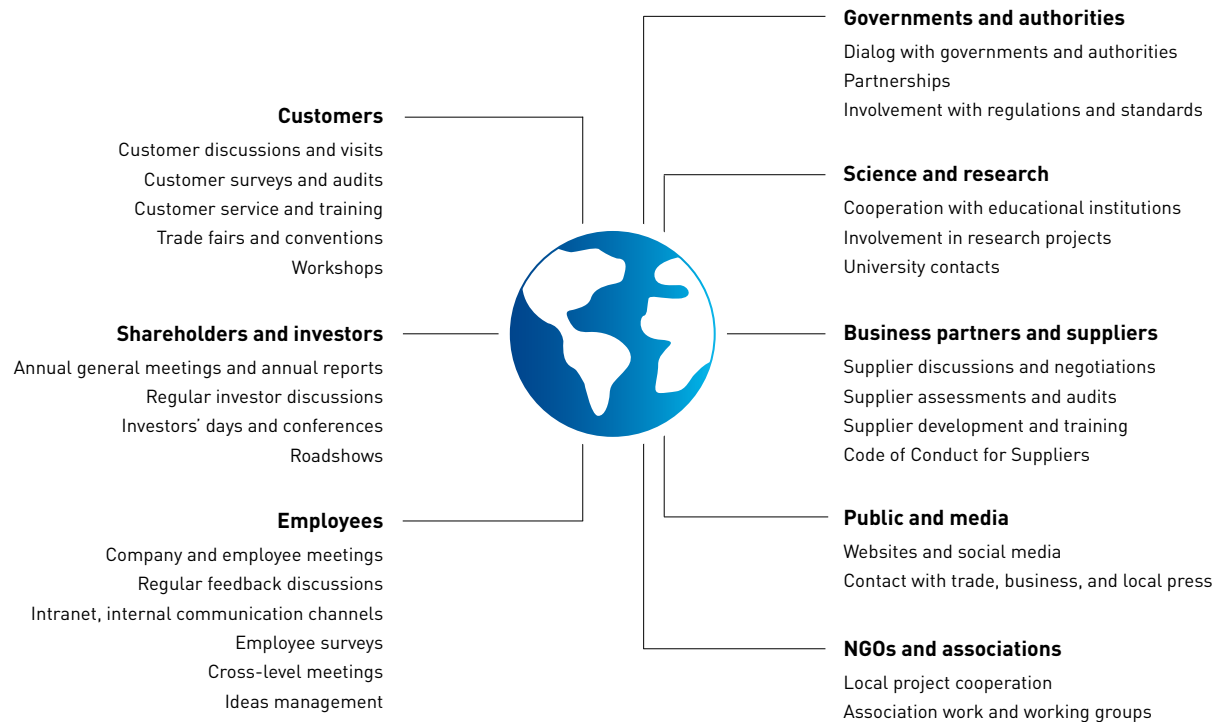 Customers
Customer discussions and visits
Customer surveys and audits
Customer service and training
Trade fairs and conventions
Workshops
Shareholders and investors
Annual general meetings and annual reports
Regular investor discussions
Investors’ days and conferences
Roadshows
Employees
Company and employee meetings
Regular feedback discussions
Intranet, internal communication channels
Employee surveys
Cross-level meetings
Ideas management
Governments and authorities
Dialog with governments and authorities
Partnerships
Involvement with regulations and standards
Science and research
Cooperation with educational institutions
Involvement in research projects
University contacts
Business partners and suppliers
Supplier discussions and negotiations
Supplier assessments and audits
Supplier development and training
Code of Conduct for Suppliers
Public and media
Websites and social media
Contact with trade, business, and local press
NGOs and associations
Local project cooperation
Association work and working groups